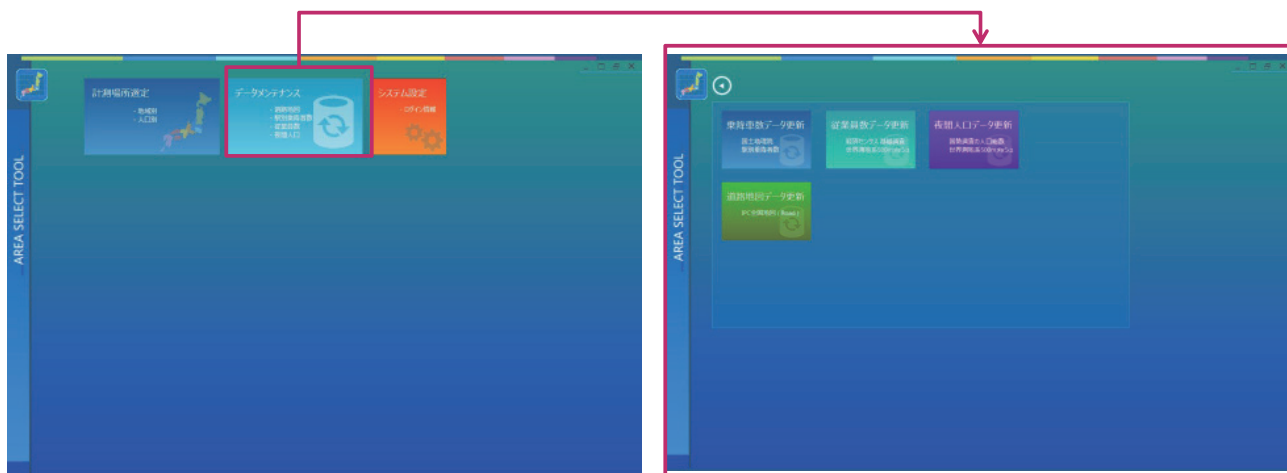 計測場所選定
- 地域別
- 人口別
データメンテナンス
- 道路地図
- 駅別乗降者数
- 従業員数
- 夜間人口
システム設定
- ログイン情報
AREA SELECT TOOL
乗降車数データ更新
国土地理院
駅別乗降者数
従業員数データ更新
夜間人口データ更新
道路地図データ更新
AREA SELECT TOOL